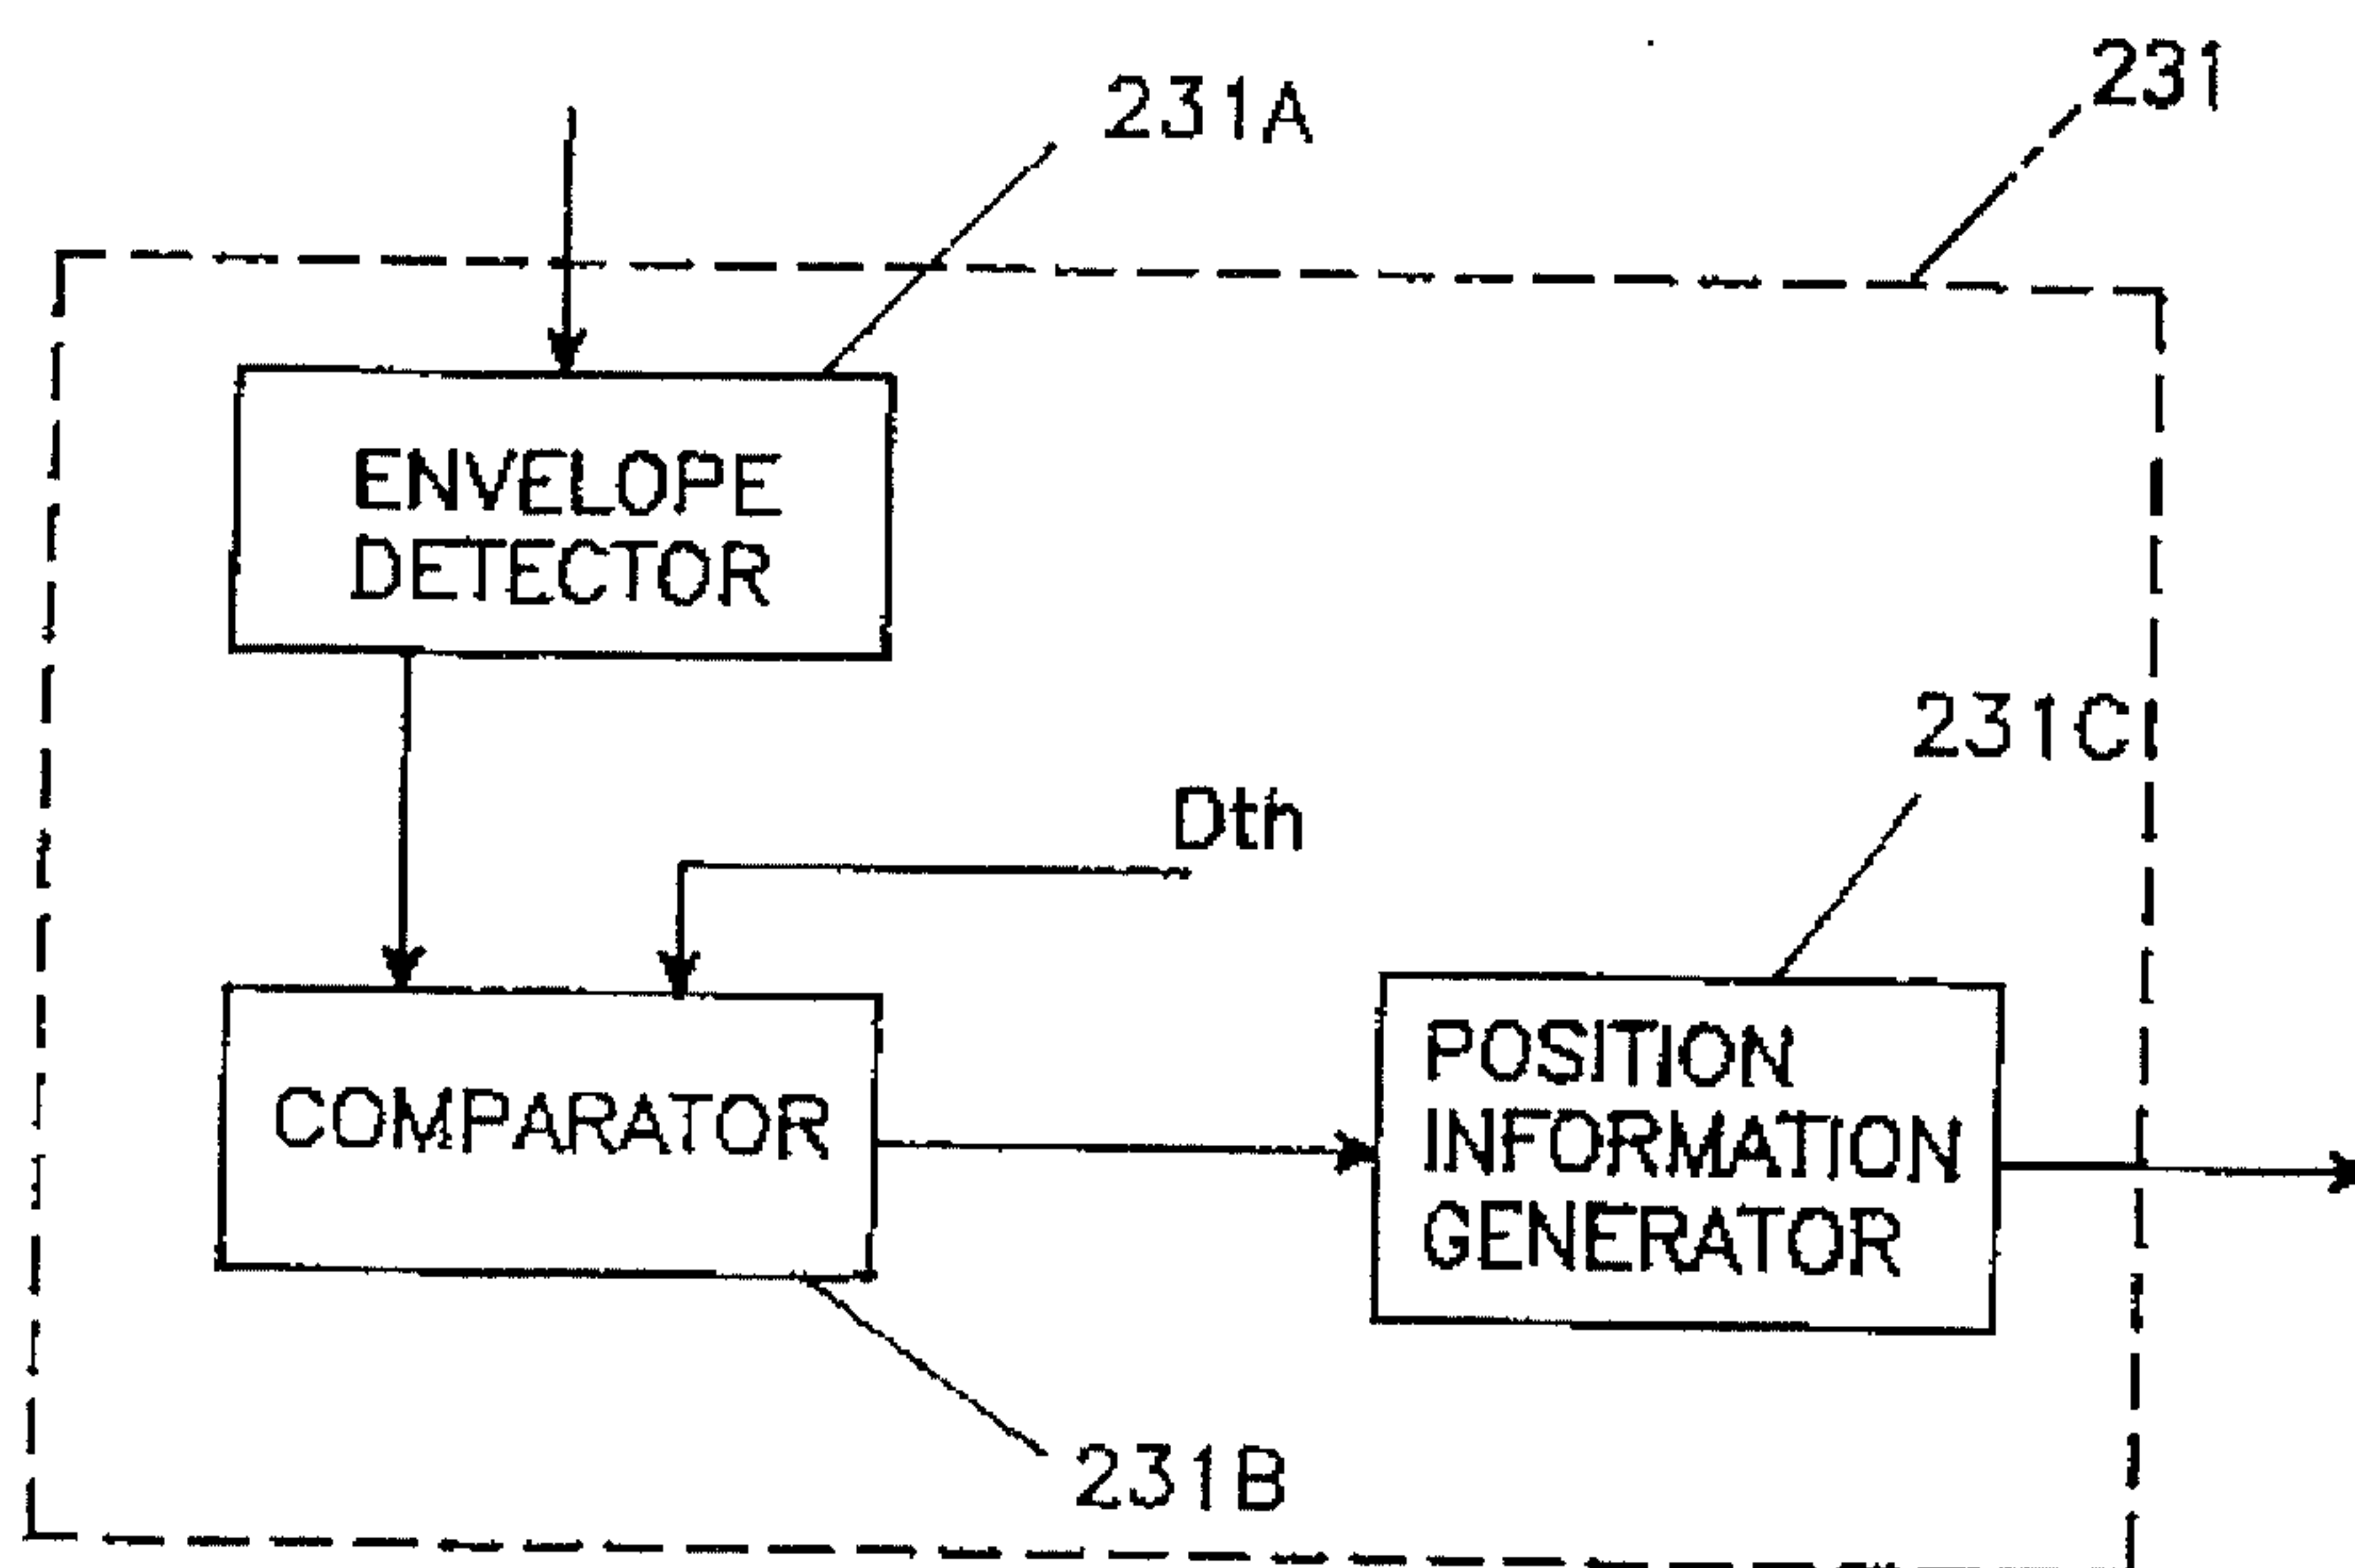 231A
231
ENVELOPE
DETECTOR
231C
Dth
COMPARATOR
POSITION
INFORMATION
GENERATOR
231B